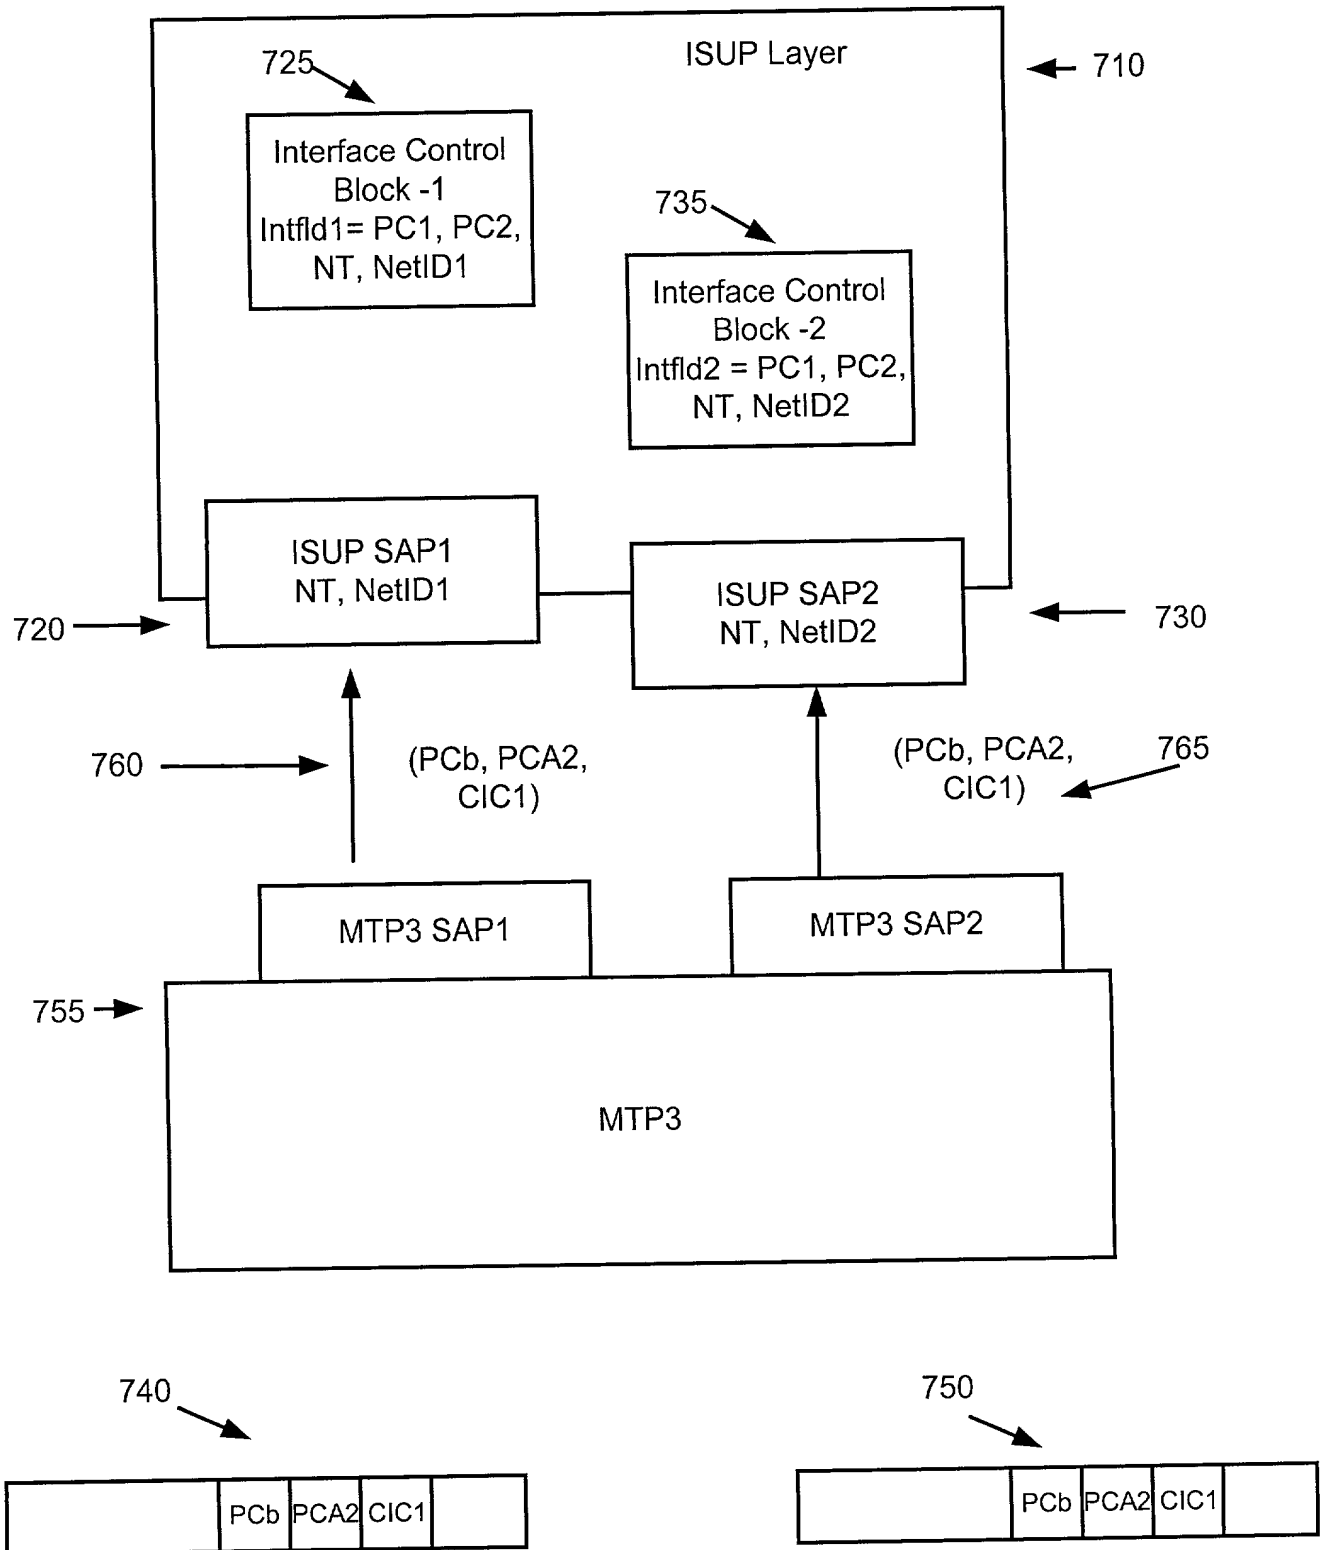 725
ISUP Layer
710
Interface Control
Block -1
IntfId1= PC1, PC2,
NT, NetID1
735
Interface Control
Block -2
IntfId2 = PC1, PC2,
NT, NetID2
ISUP SAP1
NT, NetID1
ISUP SAP2
NT, NetID2
720
730
760
(PCb, PCA2,
CIC1)
(PCb, PCA2,
CIC1)
765
MTP3 SAP1
MTP3 SAP2
755
MTP3
740
750
PCb PCA2 CIC1
PCb PCA2 CIC1